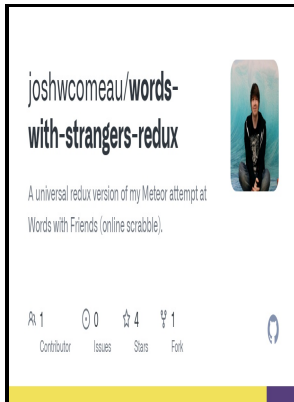 joshwcomeau/words-
with-strangers-redux
A universal redux version of my Meteor attempt at
Words with Friends (online scrabble).
1
Contributor
0
Issues
4
Stars
1
Fork